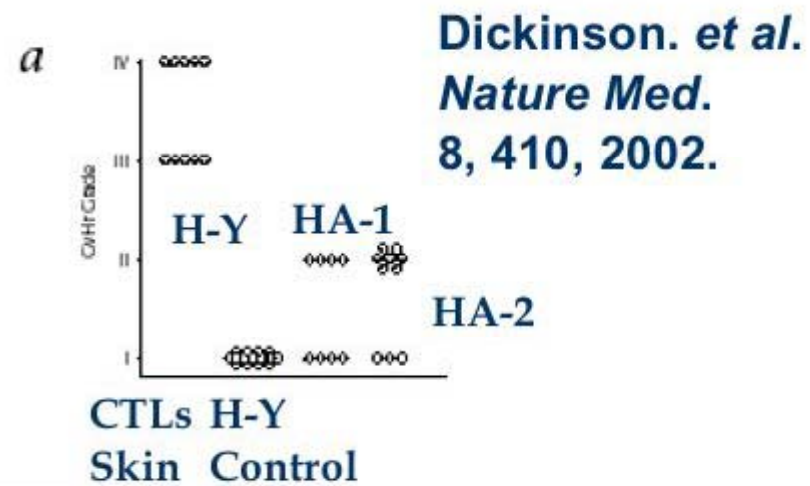 a
Dickinson. et al.
Nature Med.
8, 410, 2002.
GvHr Grade
IV
III
II
I
H-Y
HA-1
HA-2
CTLs H-Y
Skin Control